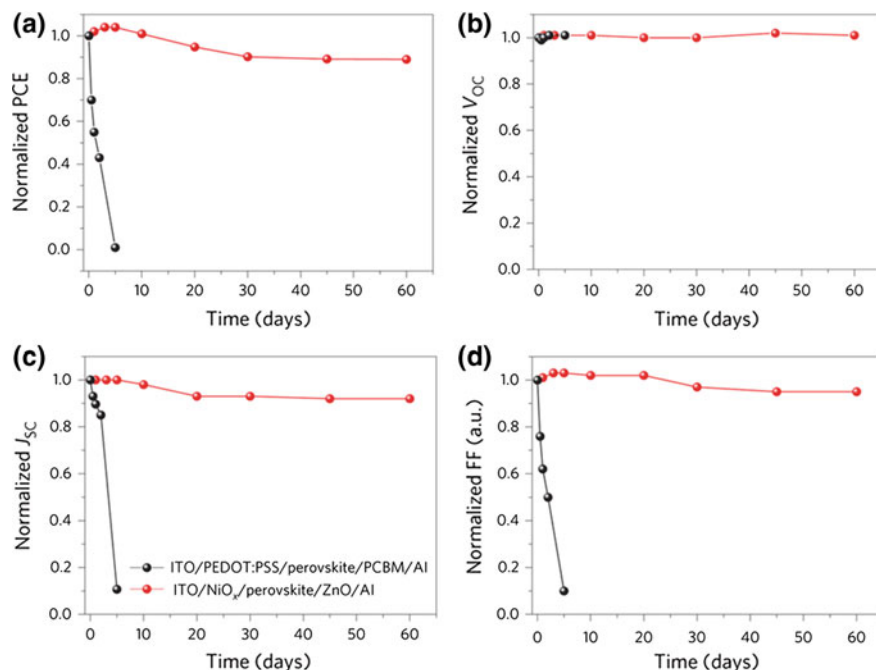 (a)
Normalized PCE
1.0
0.8
0.6
0.4
0.2
0.0
0 10 20 30 40 50 60
Time (days)
(b)
Normalized VOC
1.0
0.8
0.6
0.4
0.2
0.0
0 10 20 30 40 50 60
Time (days)
(c)
Normalized JSC
1.0
0.8
0.6
0.4
0.2
0.0
ITO/PEDOT:PSS/perovskite/PCBM/Al
ITO/NiOx/perovskite/ZnO/Al
0 10 20 30 40 50 60
Time (days)
(d)
Normalized FF (a.u.)
1.0
0.8
0.6
0.4
0.2
0.0
0 10 20 30 40 50 60
Time (days)